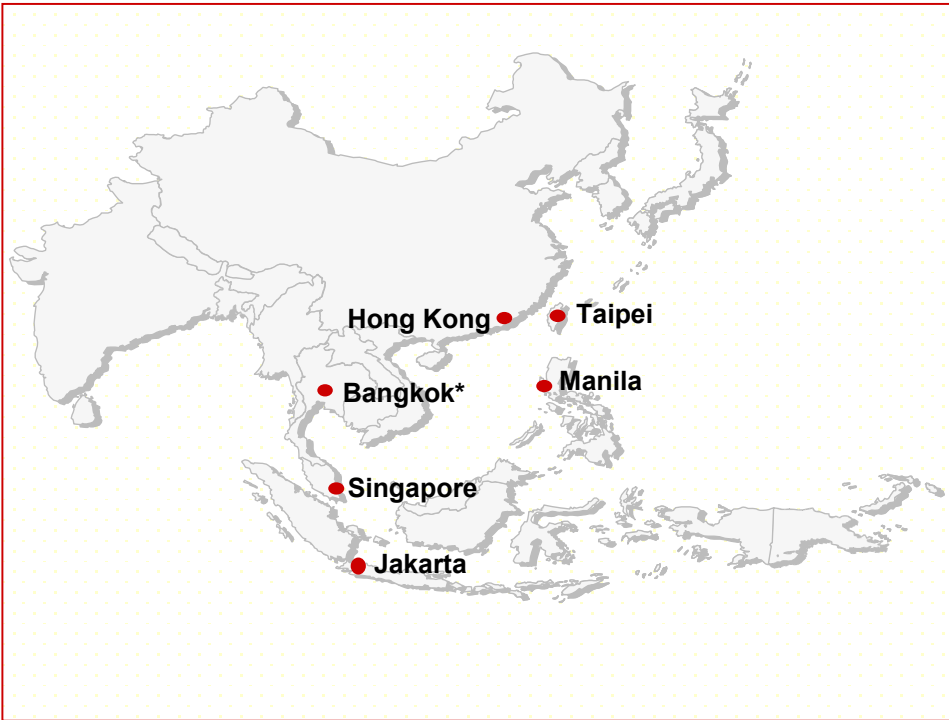 Hong Kong
Taipei
Bangkok*
Manila
Singapore
Jakarta